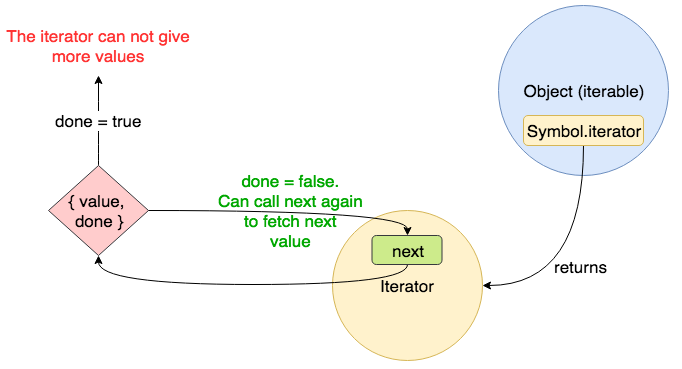 The iterator can not give
more values
done = true
{ value,
done }
done = false.
Can call next again
to fetch next
value
next
Iterator
Object (iterable)
Symbol.iterator
returns